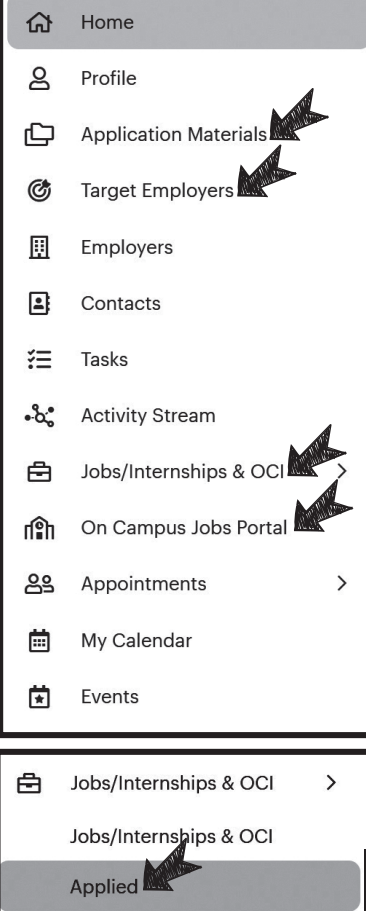 Home
Profile
Application Materials
Target Employers
Employers
Contacts
Tasks
Activity Stream
Jobs/Internships & OCI
On Campus Jobs Portal
Appointments
My Calendar
Events
Jobs/Internships & OCI
Jobs/Internships & OCI
Applied